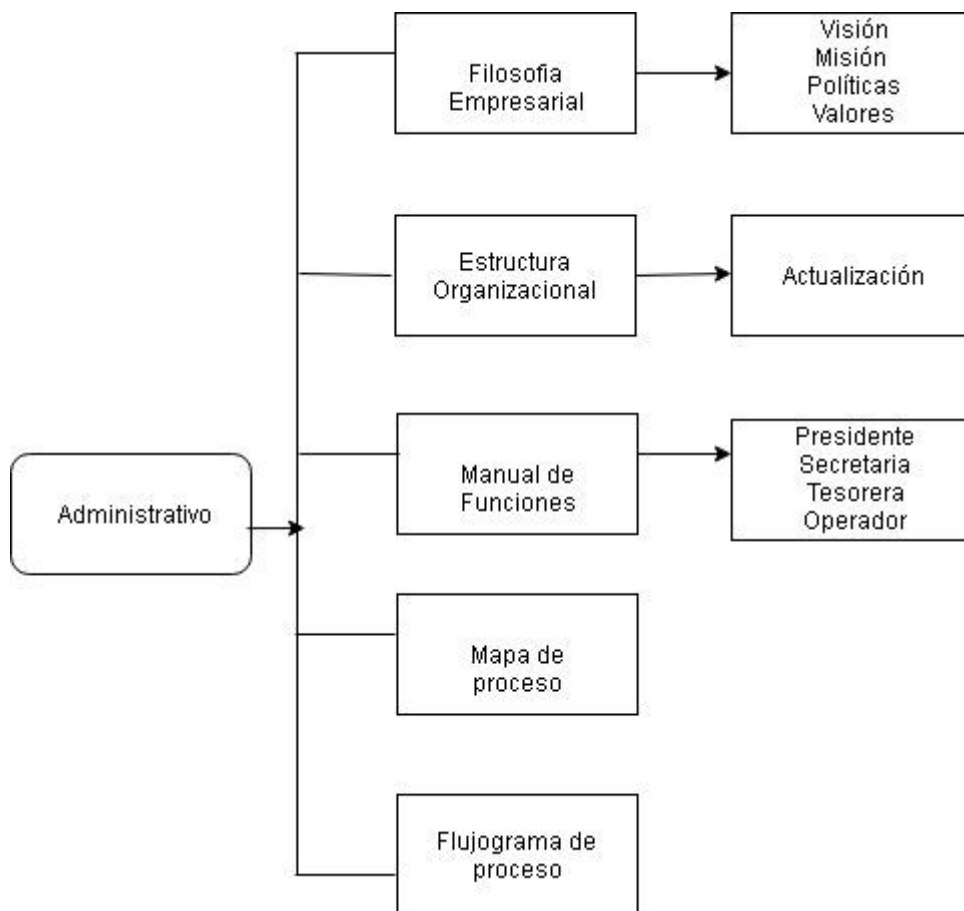 Filosofia
Empresarial
Visión
Misión
Políticas
Valores
Estructura
Organizacional
Actualización
Administrativo
Manual de
Funciones
Presidente
Secretaria
Tesorera
Operador
Mapa de
proceso
Flujograma de
proceso